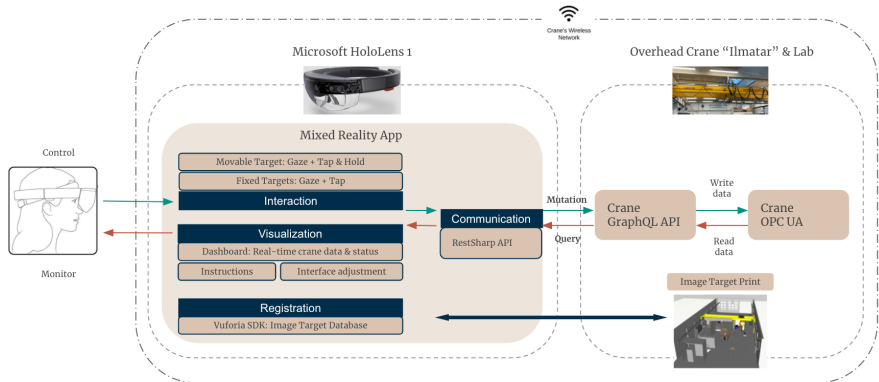 Crane's Wireless
Network
Microsoft HoloLens 1
Overhead Crane “Ilmatar” & Lab
Mixed Reality App
Control
Monitor
Movable Target: Gaze + Tap & Hold
Fixed Targets: Gaze + Tap
Interaction
Visualization
Dashboard: Real-time crane data & status
Instructions
Interface adjustment
Registration
Vuforia SDK: Image Target Database
Communication
RestSharp API
Mutation
Query
Crane
GraphQL API
Write
data
Read
data
Crane
OPC UA
Image Target Print